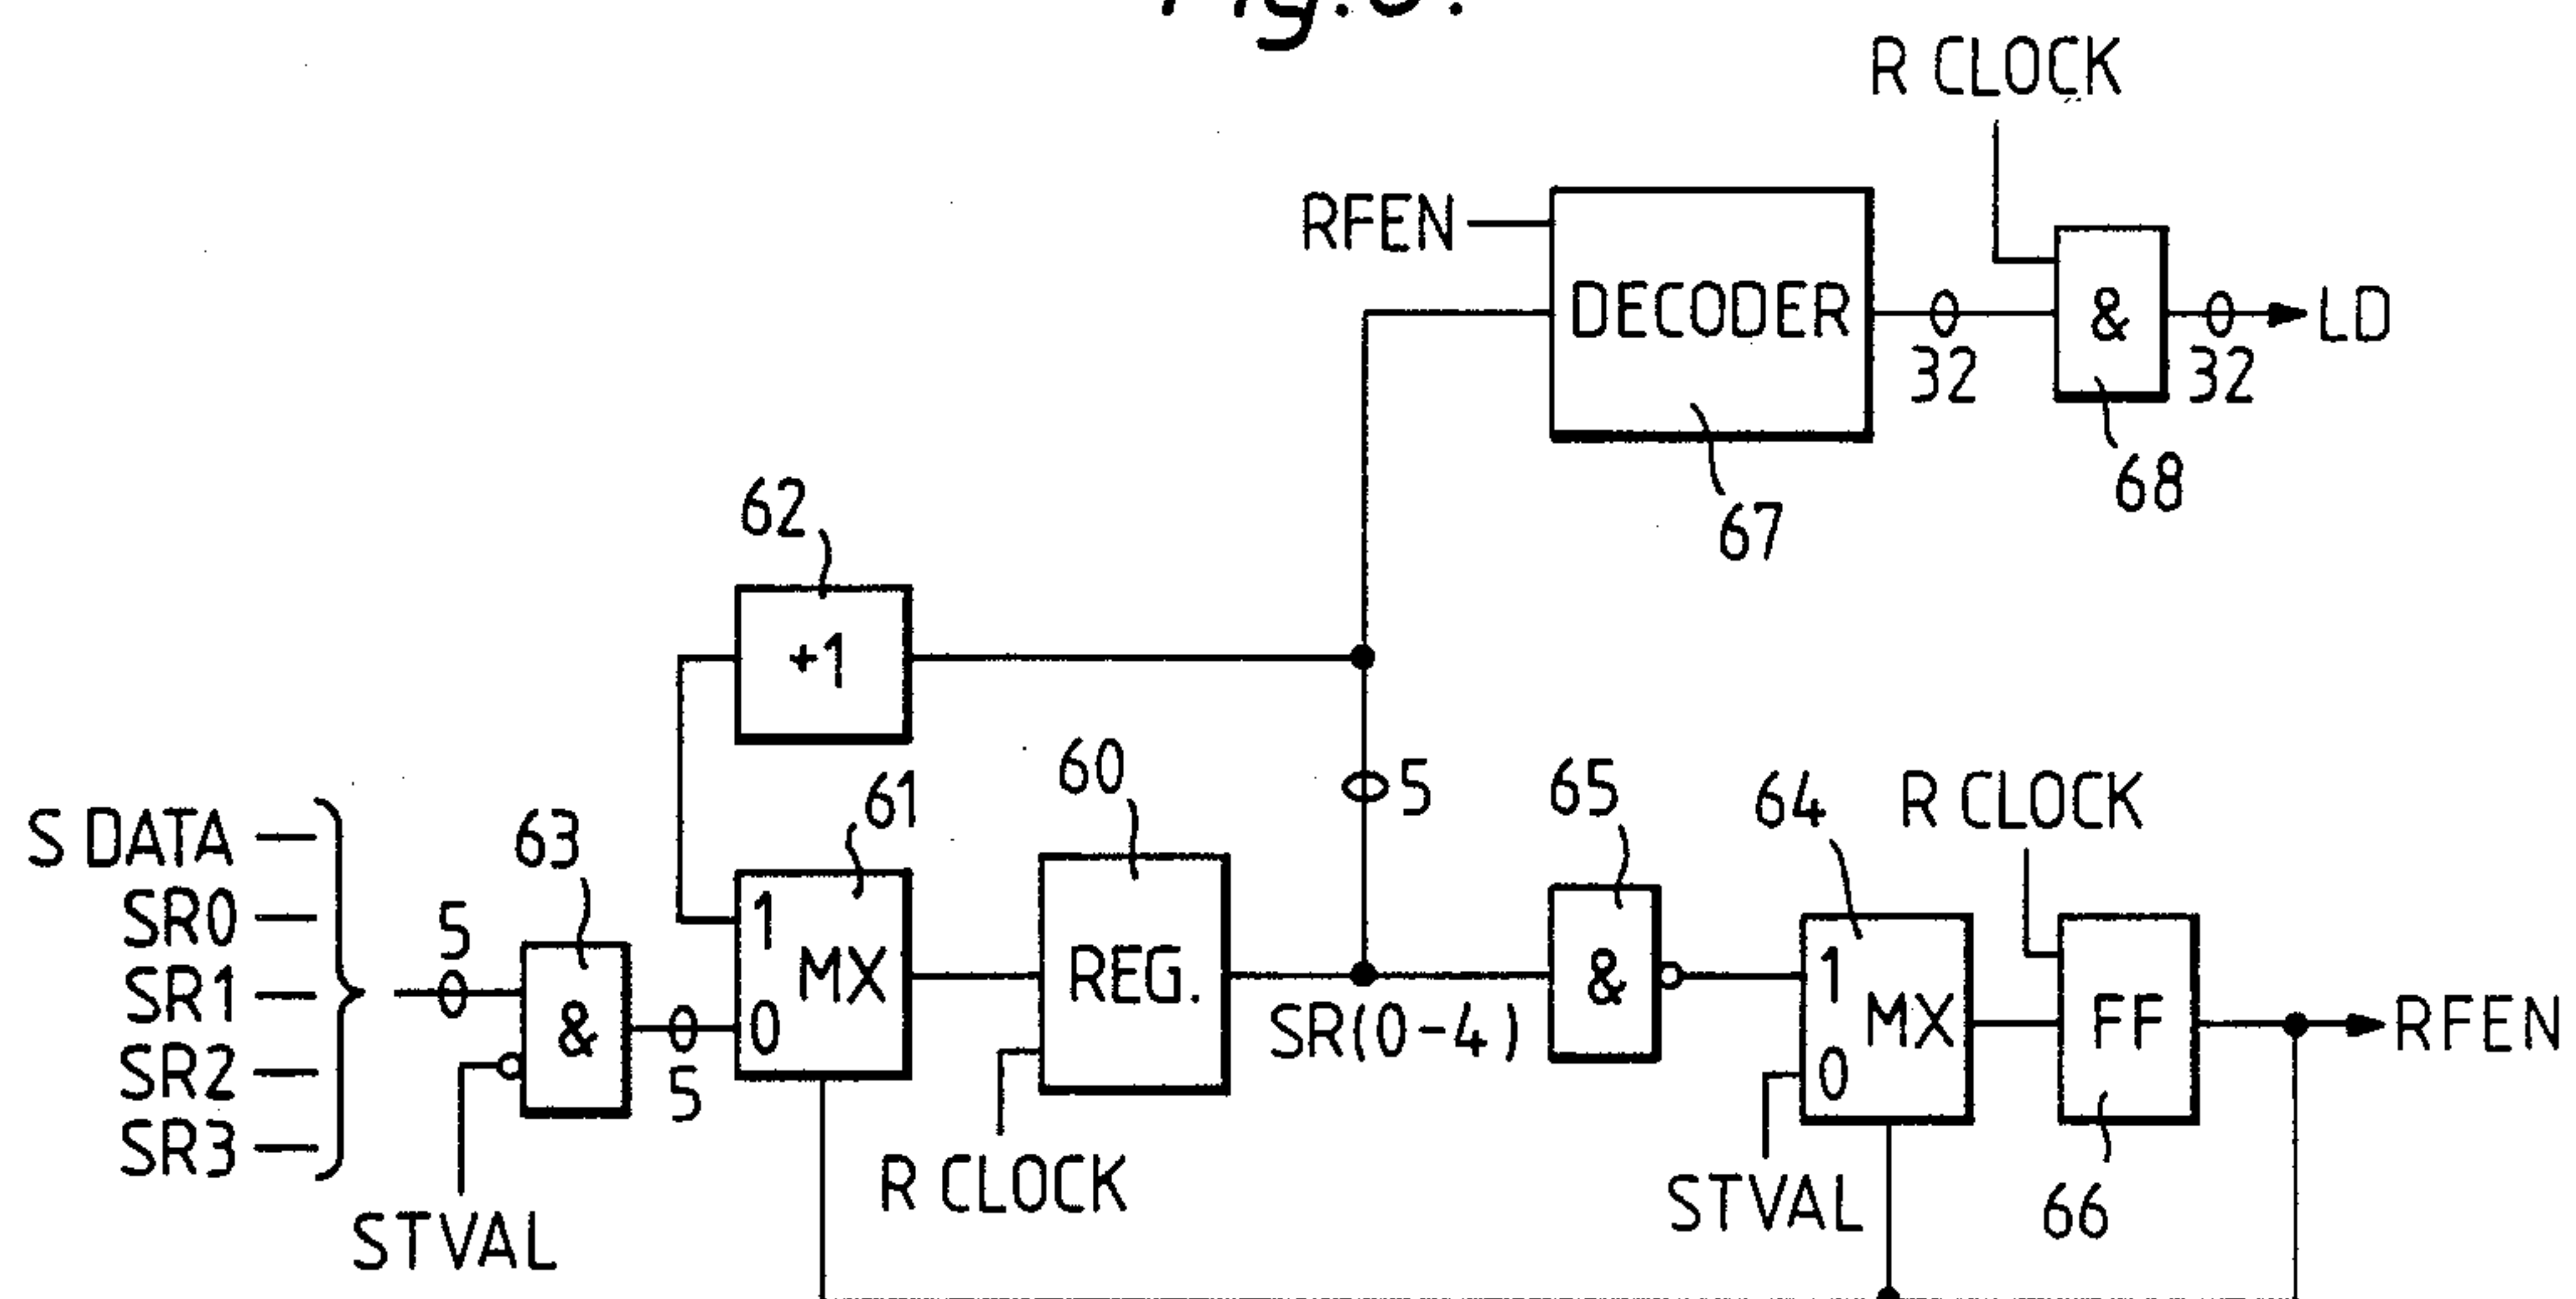 R CLOCK
RFEN
DECODER
32
&
32
LD
68
67
62
+1
60
61
5
65
64
R CLOCK
S DATA
SR0
SR1
SR2
SR3
5
63
&
5
STVAL
1
MX
0
REG.
R CLOCK
SR(0-4)
&
1
MX
0
STVAL
FF
66
RFEN